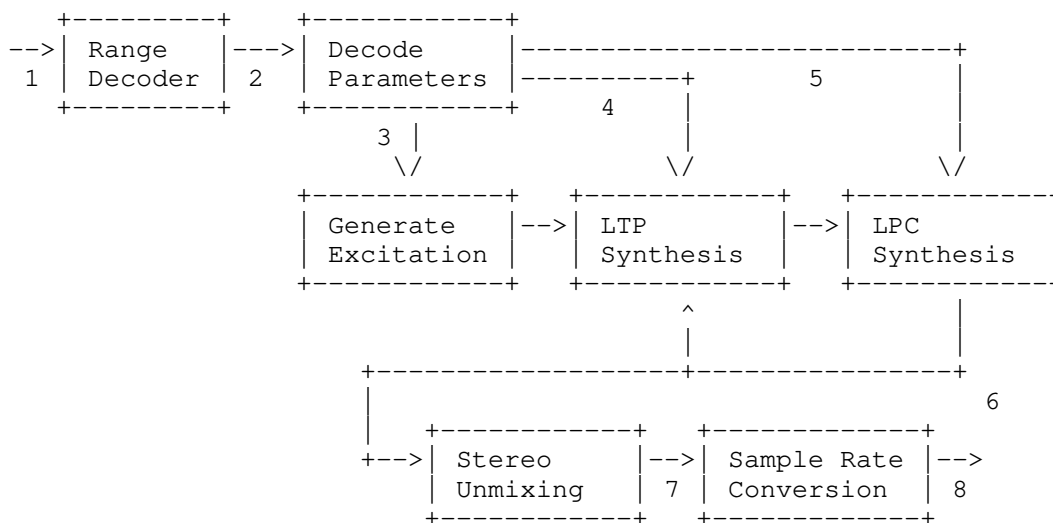 Range
Decoder
Decode
Parameters
1
2
5
4
3
Generate
Excitation
LTP
Synthesis
LPC
Synthesis
6
Stereo
Unmixing
Sample Rate
Conversion
7
8